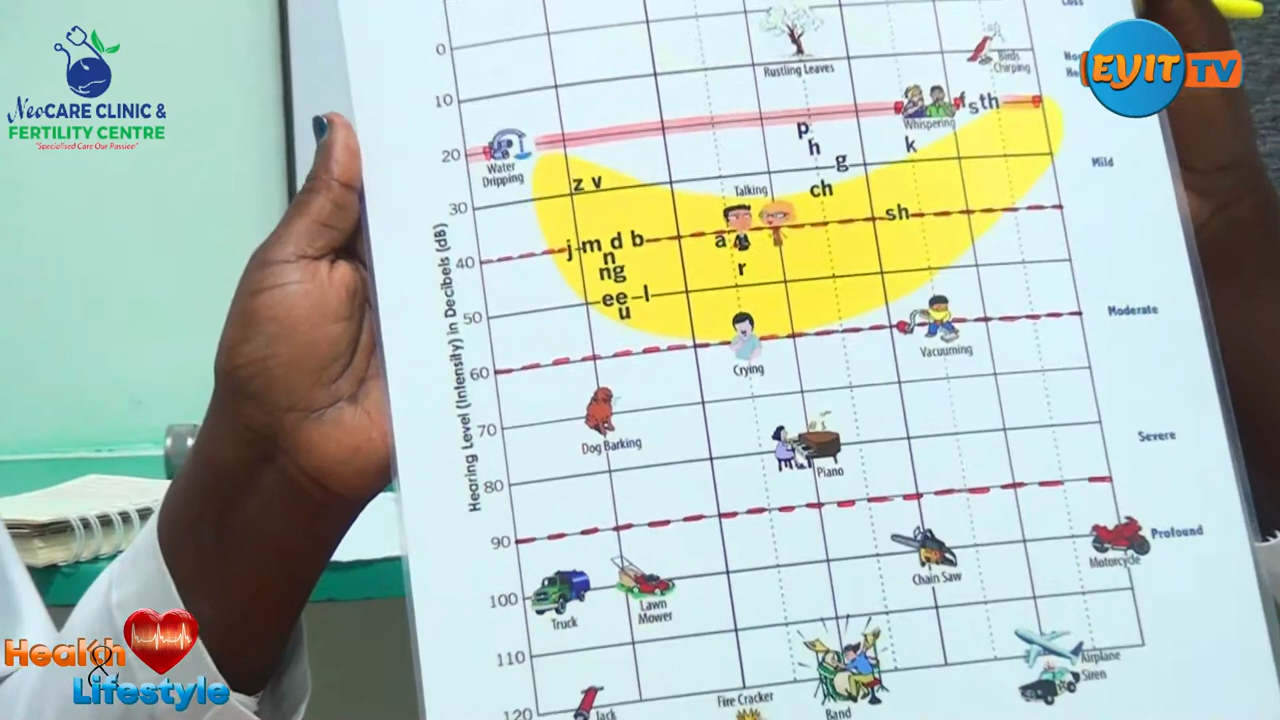 NeoCARE CLINIC &
FERTILITY CENTRE
"Specialised Care Our Passion"
EVIT TV
Loss
0
Rustling Leaves
Birds
Chirping
10
Whispering
f s th
20
Water
Dripping
p
h
g
k
Mild
30
z v
Talking
ch
sh
40
j m d b
n
ng
a
r
ee l
u
50
Moderate
60
Crying
Vacuuming
70
Dog Barking
Piano
Severe
80
90
Profound
Motorcycle
100
Truck
Lawn
Mower
Chain Saw
110
Airplane
Siren
120
Jack
Fire Cracker
Band
Hearing Level (Intensity) in Decibels (dB)
Health
&
Lifestyle